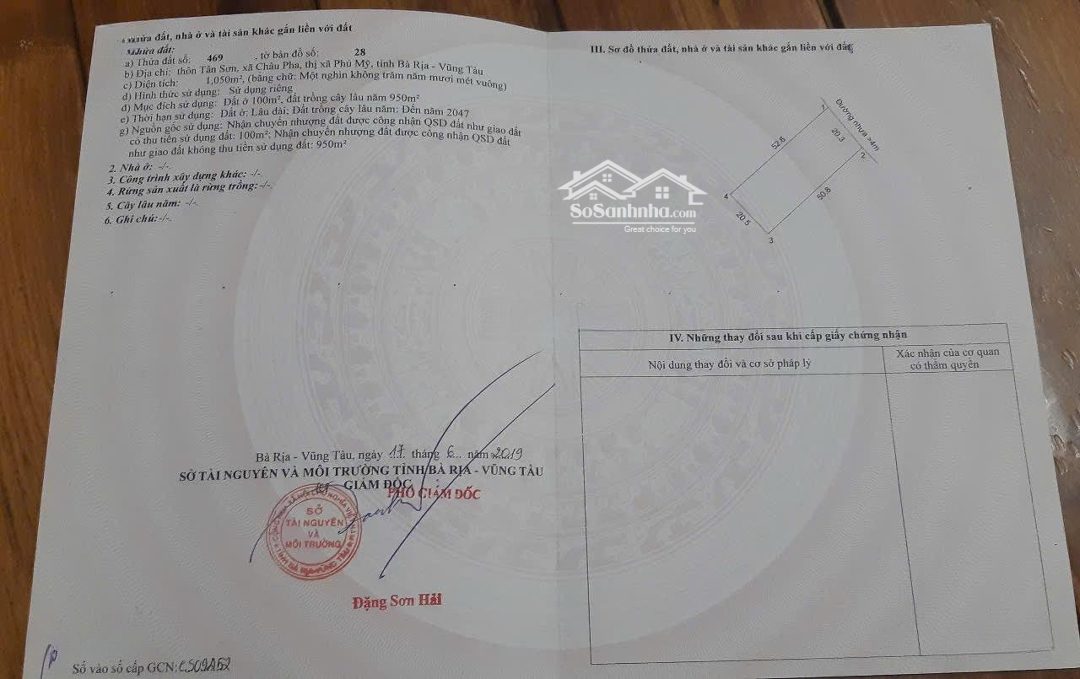 ửa đất, nhà ở và tài sản khác gắn liền với đất
Thửa đất:
a) Thửa đất số: 469 , tờ bản đồ số: 28
b) Địa chỉ: thôn Tân Sơn, xã Châu Pha, thị xã Phú Mỹ, tỉnh Bà Rịa - Vũng Tàu
c) Diện tích: 1,050m², (bằng chữ: Một nghìn không trăm năm mươi mét vuông)
d) Hình thức sử dụng: Sử dụng riêng
đ) Mục đích sử dụng: Đất ở 100m², đất trồng cây lâu năm 950m²
e) Thời hạn sử dụng: Đất ở: Lâu dài; Đất trồng cây lâu năm: Đến năm 2047
g) Nguồn gốc sử dụng: Nhận chuyển nhượng đất được công nhận QSD đất như giao đất
có thu tiền sử dụng đất: 100m²; Nhận chuyển nhượng đất được công nhận QSD đất
như giao đất không thu tiền sử dụng đất: 950m²
2. Nhà ở: -/-.
3. Công trình xây dựng khác: -/-.
4. Rừng sản xuất là rừng trồng:-/-.
5. Cây lâu năm: -/-.
6. Ghi chú:-/-.
Bà Rịa - Vũng Tàu, ngày 17 tháng 6 năm 2019
SỞ TÀI NGUYÊN VÀ MÔI TRƯỜNG TỈNH BÀ RỊA - VŨNG TÀU
GIÁM ĐỐC
PHÓ GIÁM ĐỐC
SỞ
TÀI NGUYÊN
VÀ
MÔI TRƯỜNG
TỈNH BÀ RỊA-VŨNG TÀU
Đặng Sơn Hải
Số vào sổ cấp GCN:
III. Sơ đồ thửa đất, nhà ở và tài sản khác gắn liền với đất
1
Đường nhựa >4m
52.6
20.3
2
4
50.8
20.5
3
SoSanhnha.com
Great choice for you
IV. Những thay đổi sau khi cấp giấy chứng nhận
Nội dung thay đổi và cơ sở pháp lý
Xác nhận của cơ quan
có thẩm quyền